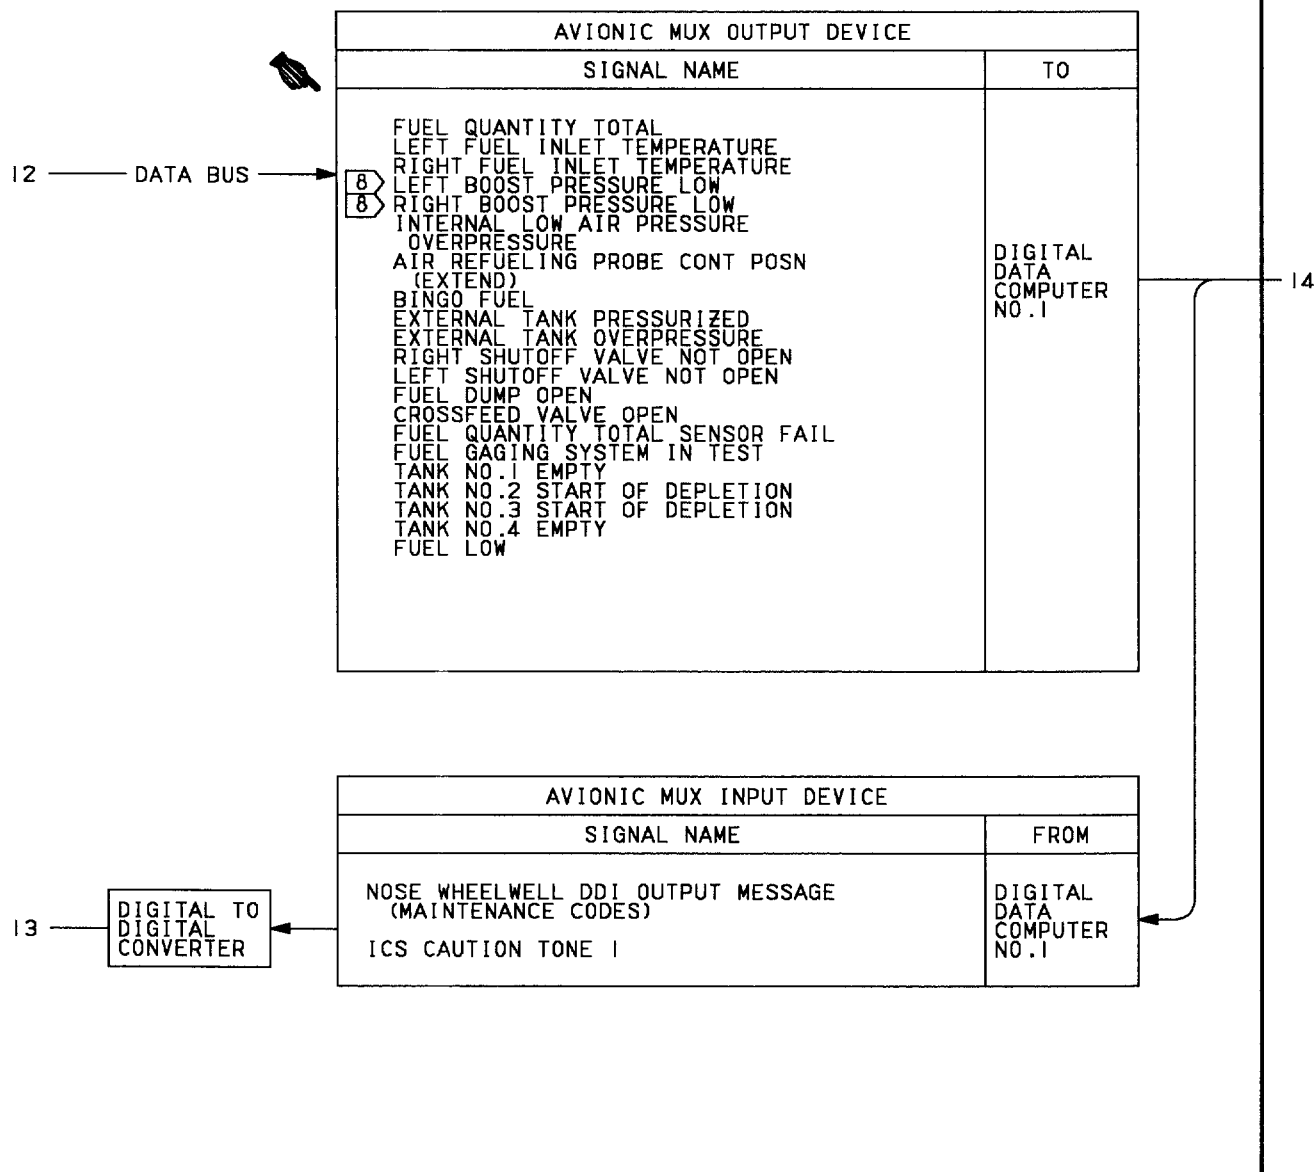 AVIONIC MUX OUTPUT DEVICE
SIGNAL NAME
TO
FUEL QUANTITY TOTAL
LEFT FUEL INLET TEMPERATURE
RIGHT FUEL INLET TEMPERATURE
12
DATA BUS
8
LEFT BOOST PRESSURE LOW
8
RIGHT BOOST PRESSURE LOW
INTERNAL LOW AIR PRESSURE
OVERPRESSURE
AIR REFUELING PROBE CONT POSN
(EXTEND)
BINGO FUEL
EXTERNAL TANK PRESSURIZED
EXTERNAL TANK OVERPRESSURE
RIGHT SHUTOFF VALVE NOT OPEN
LEFT SHUTOFF VALVE NOT OPEN
FUEL DUMP OPEN
CROSSFEED VALVE OPEN
FUEL QUANTITY TOTAL SENSOR FAIL
FUEL GAGING SYSTEM IN TEST
TANK NO.1 EMPTY
TANK NO.2 START OF DEPLETION
TANK NO.3 START OF DEPLETION
TANK NO.4 EMPTY
FUEL LOW
DIGITAL
DATA
COMPUTER
NO.1
14
AVIONIC MUX INPUT DEVICE
SIGNAL NAME
FROM
NOSE WHEELWELL DDI OUTPUT MESSAGE
(MAINTENANCE CODES)
ICS CAUTION TONE 1
DIGITAL
DATA
COMPUTER
NO.1
13
DIGITAL TO
DIGITAL
CONVERTER